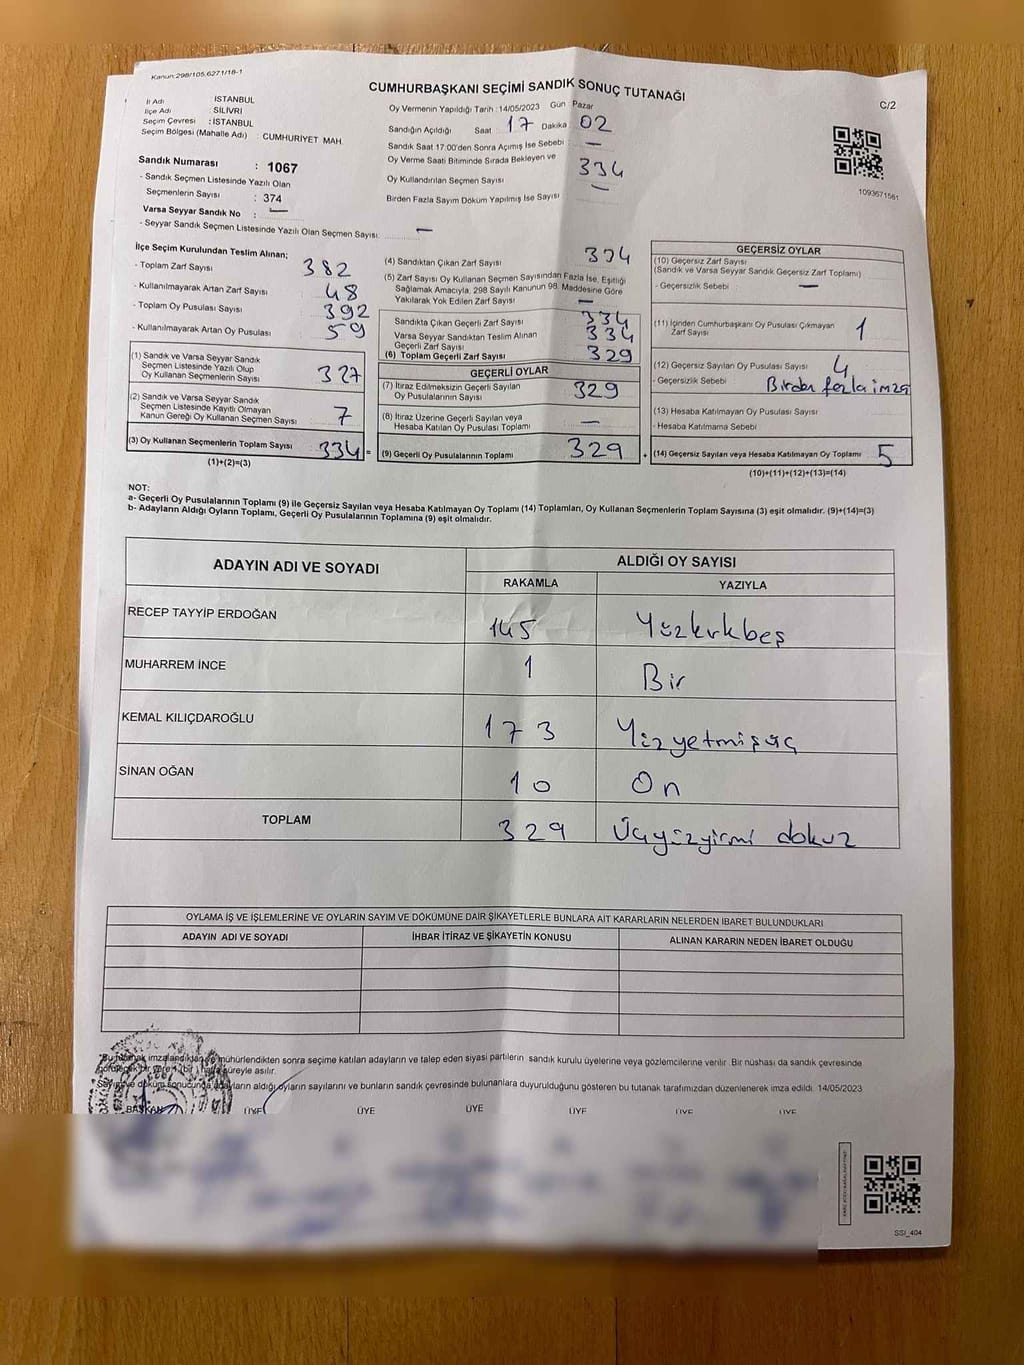 Kanun:298/105.6271/18-1
CUMHURBAŞKANI SEÇİMİ SANDIK SONUÇ TUTANAĞI
C/2
İl Adı : İSTANBUL
İlçe Adı : SİLİVRİ
Seçim Çevresi : İSTANBUL
Seçim Bölgesi (Mahalle Adı) : CUMHURİYET MAH.
Sandık Numarası : 1067
- Sandık Seçmen Listesinde Yazılı Olan
Seçmenlerin Sayısı : 374
Varsa Seyyar Sandık No : —
- Seyyar Sandık Seçmen Listesinde Yazılı Olan Seçmen Sayısı: —
Oy Vermenin Yapıldığı Tarih : 14/05/2023 Gün Pazar
Sandığın Açıldığı Saat 17 Dakika 02
Sandık Saat 17:00'den Sonra Açımış İse Sebebi : —
Oy Verme Saati Bitiminde Sırada Bekleyen ve
Oy Kullandırılan Seçmen Sayısı 334
Birden Fazla Sayım Döküm Yapılmış İse Sayısı —
1093671561
İlçe Seçim Kurulundan Teslim Alınan;
- Toplam Zarf Sayısı 382
- Kullanılmayarak Artan Zarf Sayısı 48
- Toplam Oy Pusulası Sayısı 392
- Kullanılmayarak Artan Oy Pusulası 59
(1) Sandık ve Varsa Seyyar Sandık
Seçmen Listesinde Yazılı Olup
Oy Kullanan Seçmenlerin Sayısı 327
(2) Sandık ve Varsa Seyyar Sandık
Seçmen Listesinde Kayıtlı Olmayan
Kanun Gereği Oy Kullanan Seçmen Sayısı 7
(3) Oy Kullanan Seçmenlerin Toplam Sayısı 334 =
(1)+(2)=(3)
(4) Sandıktan Çıkan Zarf Sayısı 334
(5) Zarf Sayısı Oy Kullanan Seçmen Sayısından Fazla İse, Eşitliği
Sağlamak Amacıyla, 298 Sayılı Kanunun 98. Maddesine Göre
Yakılarak Yok Edilen Zarf Sayısı —
Sandıkta Çıkan Geçerli Zarf Sayısı 334
Varsa Seyyar Sandıktan Teslim Alınan
Geçerli Zarf Sayısı 334
(6) Toplam Geçerli Zarf Sayısı 329
GEÇERLİ OYLAR
(7) İtiraz Edilmeksizin Geçerli Sayılan
Oy Pusulalarının Sayısı 329
(8) İtiraz Üzerine Geçerli Sayılan veya
Hesaba Katılan Oy Pusulası Toplamı —
(9) Geçerli Oy Pusulalarının Toplamı 329 +
GEÇERSİZ OYLAR
(10) Geçersiz Zarf Sayısı
(Sandık ve Varsa Seyyar Sandık Geçersiz Zarf Toplamı)
- Geçersizlik Sebebi —
(11) İçinden Cumhurbaşkanı Oy Pusulası Çıkmayan
Zarf Sayısı 1
(12) Geçersiz Sayılan Oy Pusulası Sayısı 4
- Geçersizlik Sebebi Birden fazla imza
(13) Hesaba Katılmayan Oy Pusulası Sayısı
- Hesaba Katılmama Sebebi
(14) Geçersiz Sayılan veya Hesaba Katılmayan Oy Toplamı 5
(10)+(11)+(12)+(13)=(14)
NOT:
a- Geçerli Oy Pusulalarının Toplamı (9) ile Geçersiz Sayılan veya Hesaba Katılmayan Oy Toplamı (14) Toplamları, Oy Kullanan Seçmenlerin Toplam Sayısına (3) eşit olmalıdır. (9)+(14)=(3)
b- Adayların Aldığı Oyların Toplamı, Geçerli Oy Pusulalarının Toplamına (9) eşit olmalıdır.
ADAYIN ADI VE SOYADI
ALDIĞI OY SAYISI
RAKAMLA YAZIYLA
RECEP TAYYİP ERDOĞAN 145 Yüzkırkbeş
MUHARREM İNCE 1 Bir
KEMAL KILIÇDAROĞLU 173 Yüzyetmişüç
SİNAN OĞAN 10 On
TOPLAM 329 Üçyüzyirmi dokuz
OYLAMA İŞ VE İŞLEMLERİNE VE OYLARIN SAYIM VE DÖKÜMÜNE DAİR ŞİKAYETLERLE BUNLARA AİT KARARLARIN NELERDEN İBARET BULUNDUKLARI
ADAYIN ADI VE SOYADI İHBAR İTİRAZ VE ŞİKAYETİN KONUSU ALINAN KARARIN NEDEN İBARET OLDUĞU
*Bu tutanak imzalandıktan ve mühürlendikten sonra seçime katılan adayların ve talep eden siyasi partilerin sandık kurulu üyelerine veya gözlemcilerine verilir. Bir nüshası da sandık çevresinde
görülecek bir yere 1 (bir) hafta süreyle asılır.
Sayım ve döküm sonucunda adayların aldığı oyların sayılarını ve bunların sandık çevresinde bulunanlara duyurulduğunu gösteren bu tutanak tarafımızdan düzenlenerek imza edildi. 14/05/2023
BAŞKAN ÜYE ÜYE ÜYE ÜYE ÜYE ÜYE
SSI_404